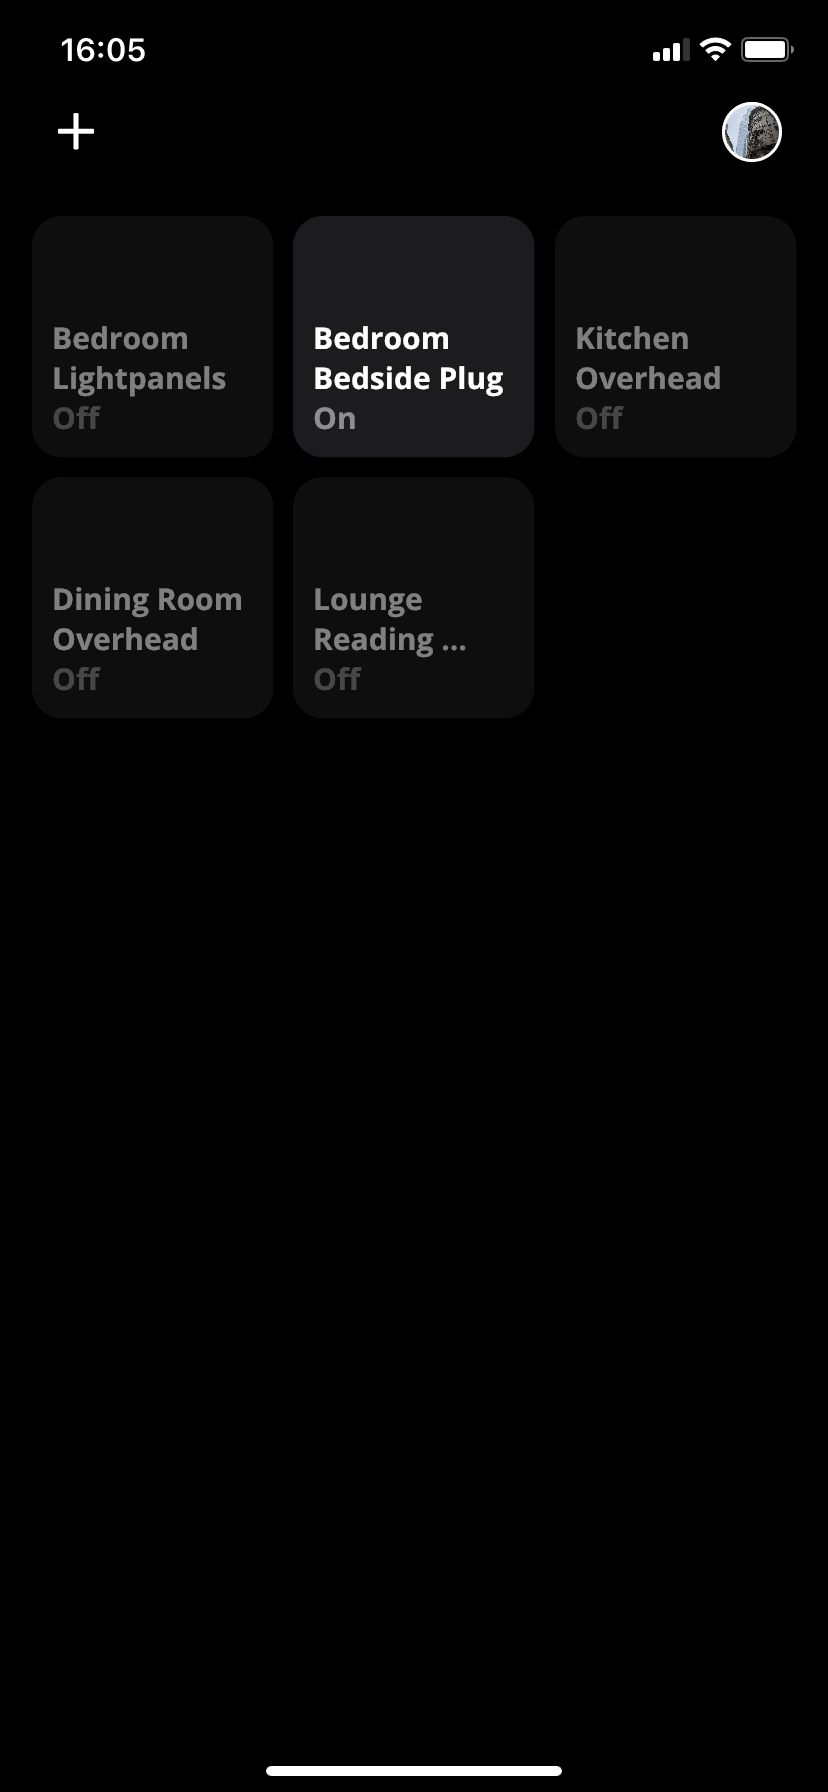 16:05
Bedroom
Lightpanels
Off
Bedroom
Bedside Plug
On
Kitchen
Overhead
Off
Dining Room
Overhead
Off
Lounge
Reading ...
Off